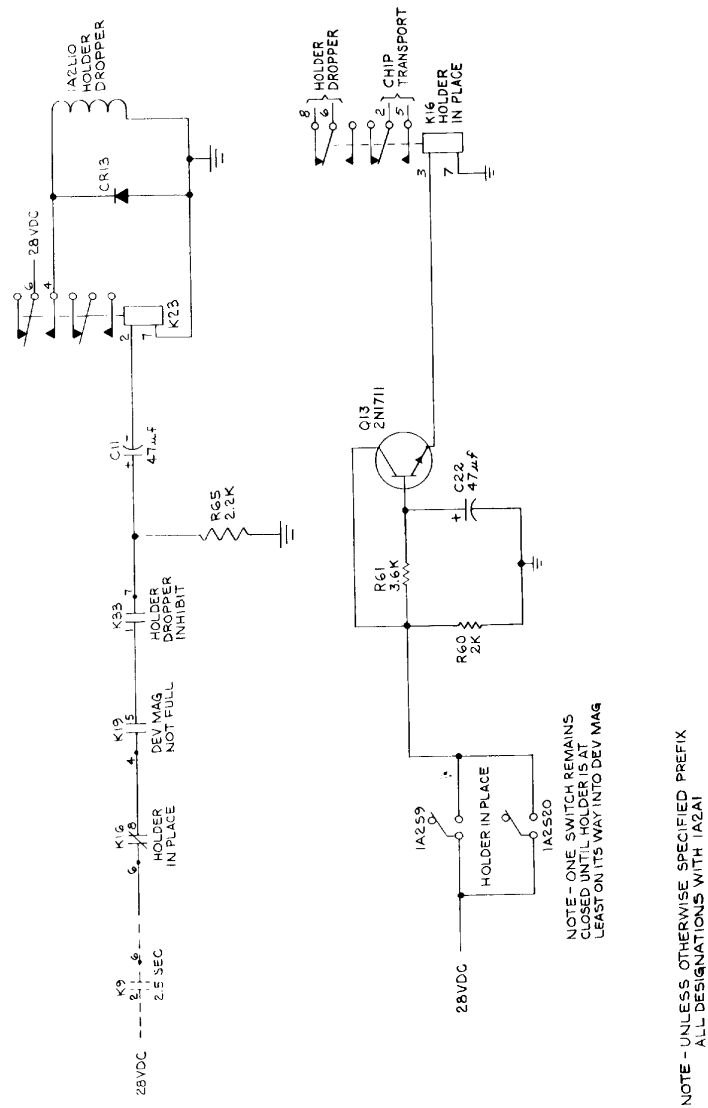 28VDC
K9
2
6
2.5 SEC
K16
6
8
HOLDER
IN PLACE
K19
4
5
DEV MAG
NOT FULL
K33
1
7
HOLDER
DROPPER
INHIBIT
R65
2.2K
C11
+
-
47µf
2
7
K23
6
28VDC
4
CR13
1A2L10
HOLDER
DROPPER
28VDC
1A2S9
HOLDER IN PLACE
1A2S20
NOTE - ONE SWITCH REMAINS
CLOSED UNTIL HOLDER IS AT
LEAST ON ITS WAY INTO DEV MAG
R60
2K
R61
3.6K
+
C22
47µf
Q13
2N1711
3
7
K16
HOLDER
IN PLACE
8
6
HOLDER
DROPPER
2
5
CHIP
TRANSPORT
NOTE - UNLESS OTHERWISE SPECIFIED PREFIX
ALL DESIGNATIONS WITH 1A2A1